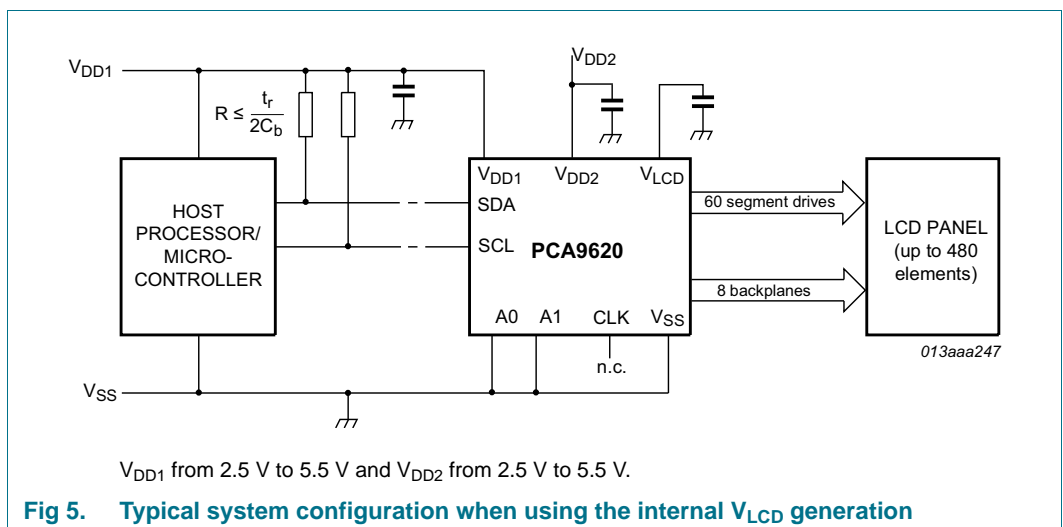 VDD1
VDD2
R ≤ tr / 2Cb
VDD1
VDD2
VLCD
HOST
PROCESSOR/
MICRO-
CONTROLLER
SDA
SCL
PCA9620
60 segment drives
8 backplanes
LCD PANEL
(up to 480
elements)
A0
A1
CLK
VSS
n.c.
013aaa247
VSS
VDD1 from 2.5 V to 5.5 V and VDD2 from 2.5 V to 5.5 V.
Fig 5. Typical system configuration when using the internal VLCD generation